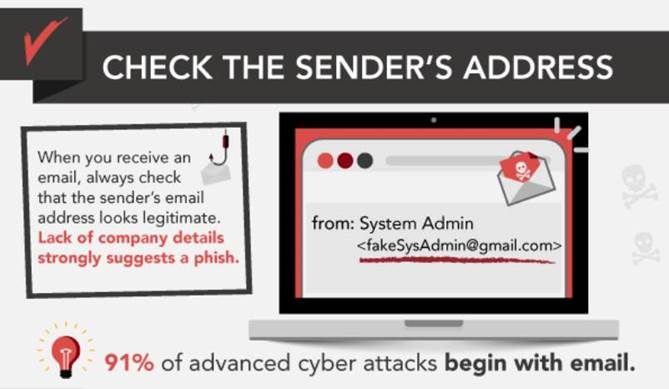 CHECK THE SENDER'S ADDRESS
When you receive an
email, always check
that the sender's email
address looks legitimate.
Lack of company details
strongly suggests a phish.
from: System Admin
<fakeSysAdmin@gmail.com>
91% of advanced cyber attacks begin with email.